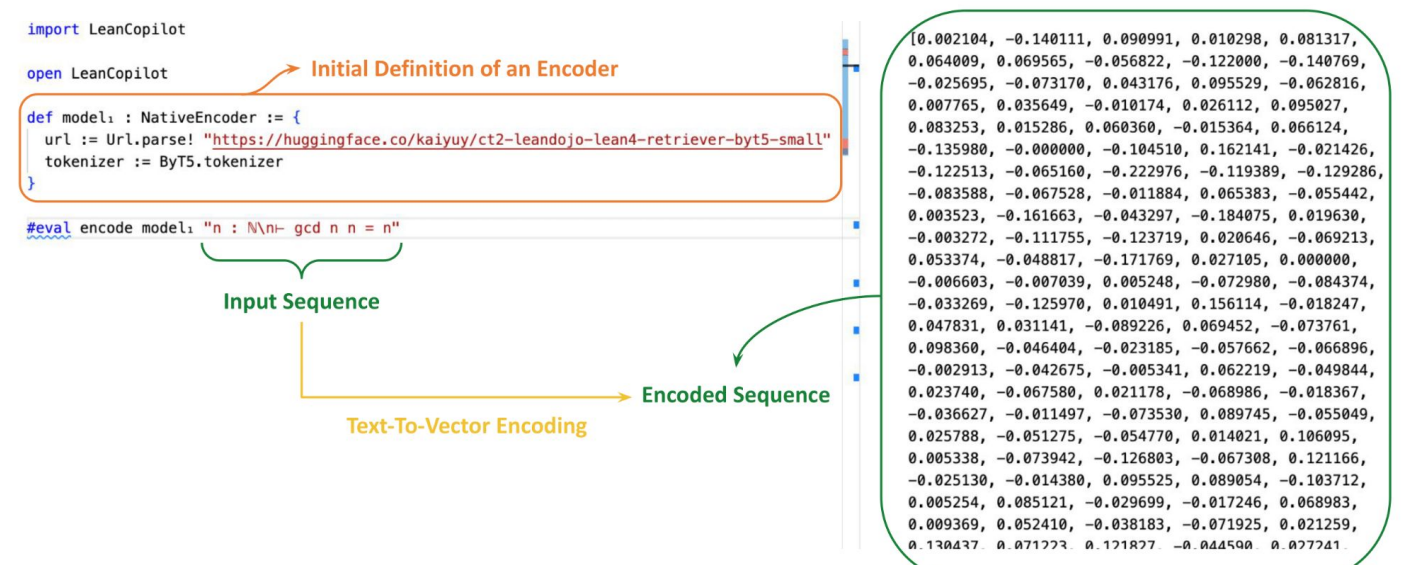 import LeanCopilot
open LeanCopilot
Initial Definition of an Encoder
def model₁ : NativeEncoder := {
  url := Url.parse! "https://huggingface.co/kaiyuy/ct2-leandojo-lean4-retriever-byt5-small"
  tokenizer := ByT5.tokenizer
}
#eval encode model₁ "n : ℕ\n⊢ gcd n n = n"
Input Sequence
Encoded Sequence
Text-To-Vector Encoding
[0.002104, -0.140111, 0.090991, 0.010298, 0.081317,
0.064009, 0.069565, -0.056822, -0.122000, -0.140769,
-0.025695, -0.073170, 0.043176, 0.095529, -0.062816,
0.007765, 0.035649, -0.010174, 0.026112, 0.095027,
0.083253, 0.015286, 0.060360, -0.015364, 0.066124,
-0.135980, -0.000000, -0.104510, 0.162141, -0.021426,
-0.122513, -0.065160, -0.222976, -0.119389, -0.129286,
-0.083588, -0.067528, -0.011884, 0.065383, -0.055442,
0.003523, -0.161663, -0.043297, -0.184075, 0.019630,
-0.003272, -0.111755, -0.123719, 0.020646, -0.069213,
0.053374, -0.048817, -0.171769, 0.027105, 0.000000,
-0.006603, -0.007039, 0.005248, -0.072980, -0.084374,
-0.033269, -0.125970, 0.010491, 0.156114, -0.018247,
0.047831, 0.031141, -0.089226, 0.069452, -0.073761,
0.098360, -0.046404, -0.023185, -0.057662, -0.066896,
-0.002913, -0.042675, -0.005341, 0.062219, -0.049844,
0.023740, -0.067580, 0.021178, -0.068986, -0.018367,
-0.036627, -0.011497, -0.073530, 0.089745, -0.055049,
0.025788, -0.051275, -0.054770, 0.014021, 0.106095,
0.005338, -0.073942, -0.126803, -0.067308, 0.121166,
-0.025130, -0.014380, 0.095525, 0.089054, -0.103712,
0.005254, 0.085121, -0.029699, -0.017246, 0.068983,
0.009369, 0.052410, -0.038183, -0.071925, 0.021259,
0.130437, 0.071223, 0.121827, -0.044590, 0.027241,